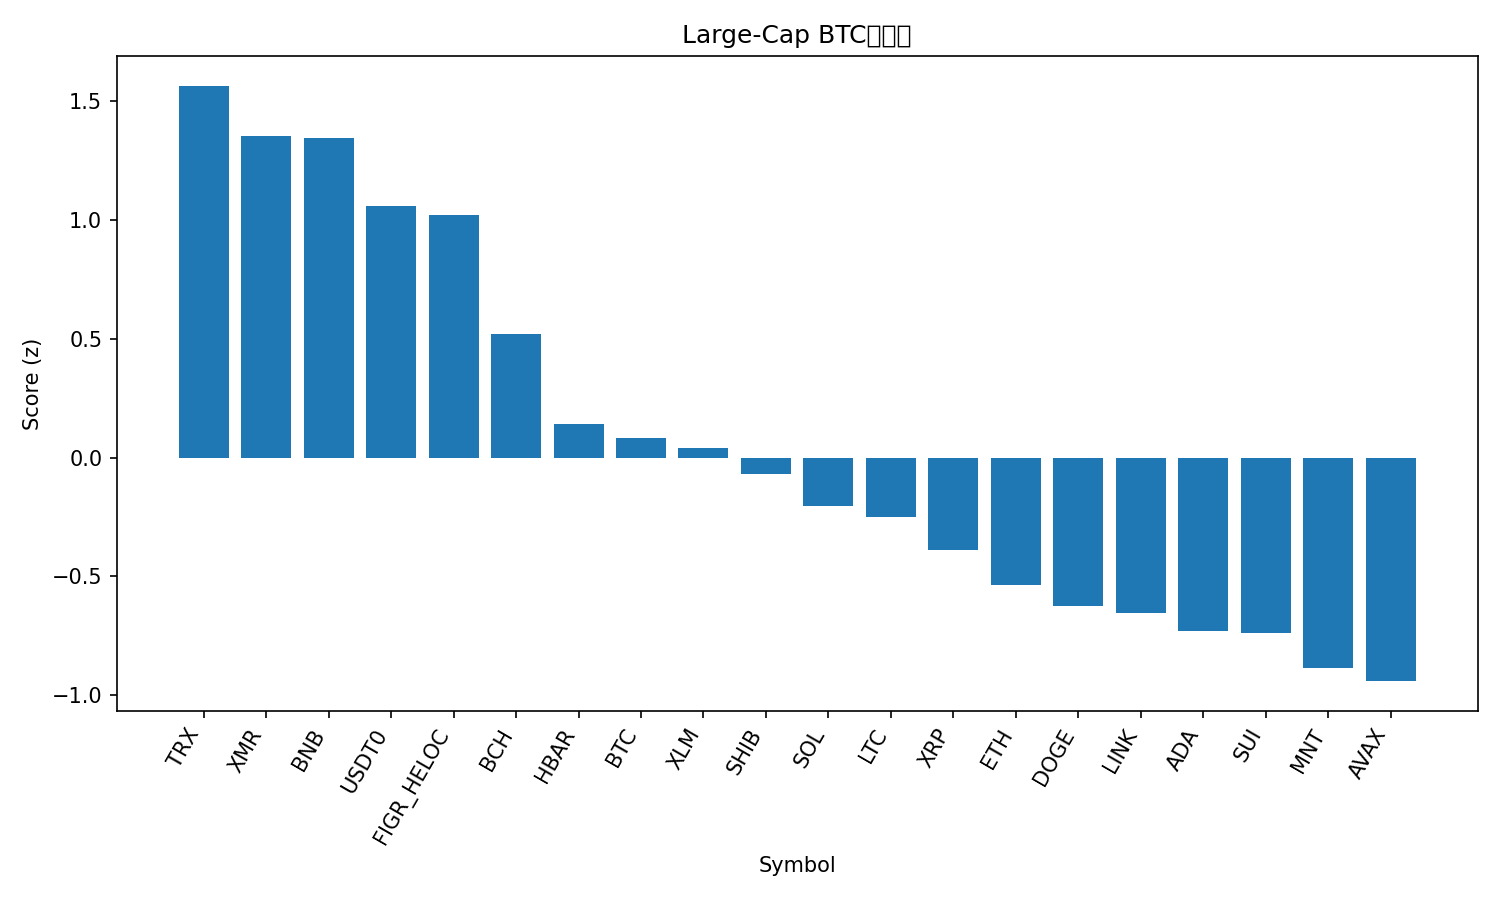 Large-Cap BTC
Score (z)
1.5
1.0
0.5
0.0
−0.5
−1.0
TRX
XMR
BNB
USDT0
FIGR_HELOC
BCH
HBAR
BTC
XLM
SHIB
SOL
LTC
XRP
ETH
DOGE
LINK
ADA
SUI
MNT
AVAX
Symbol